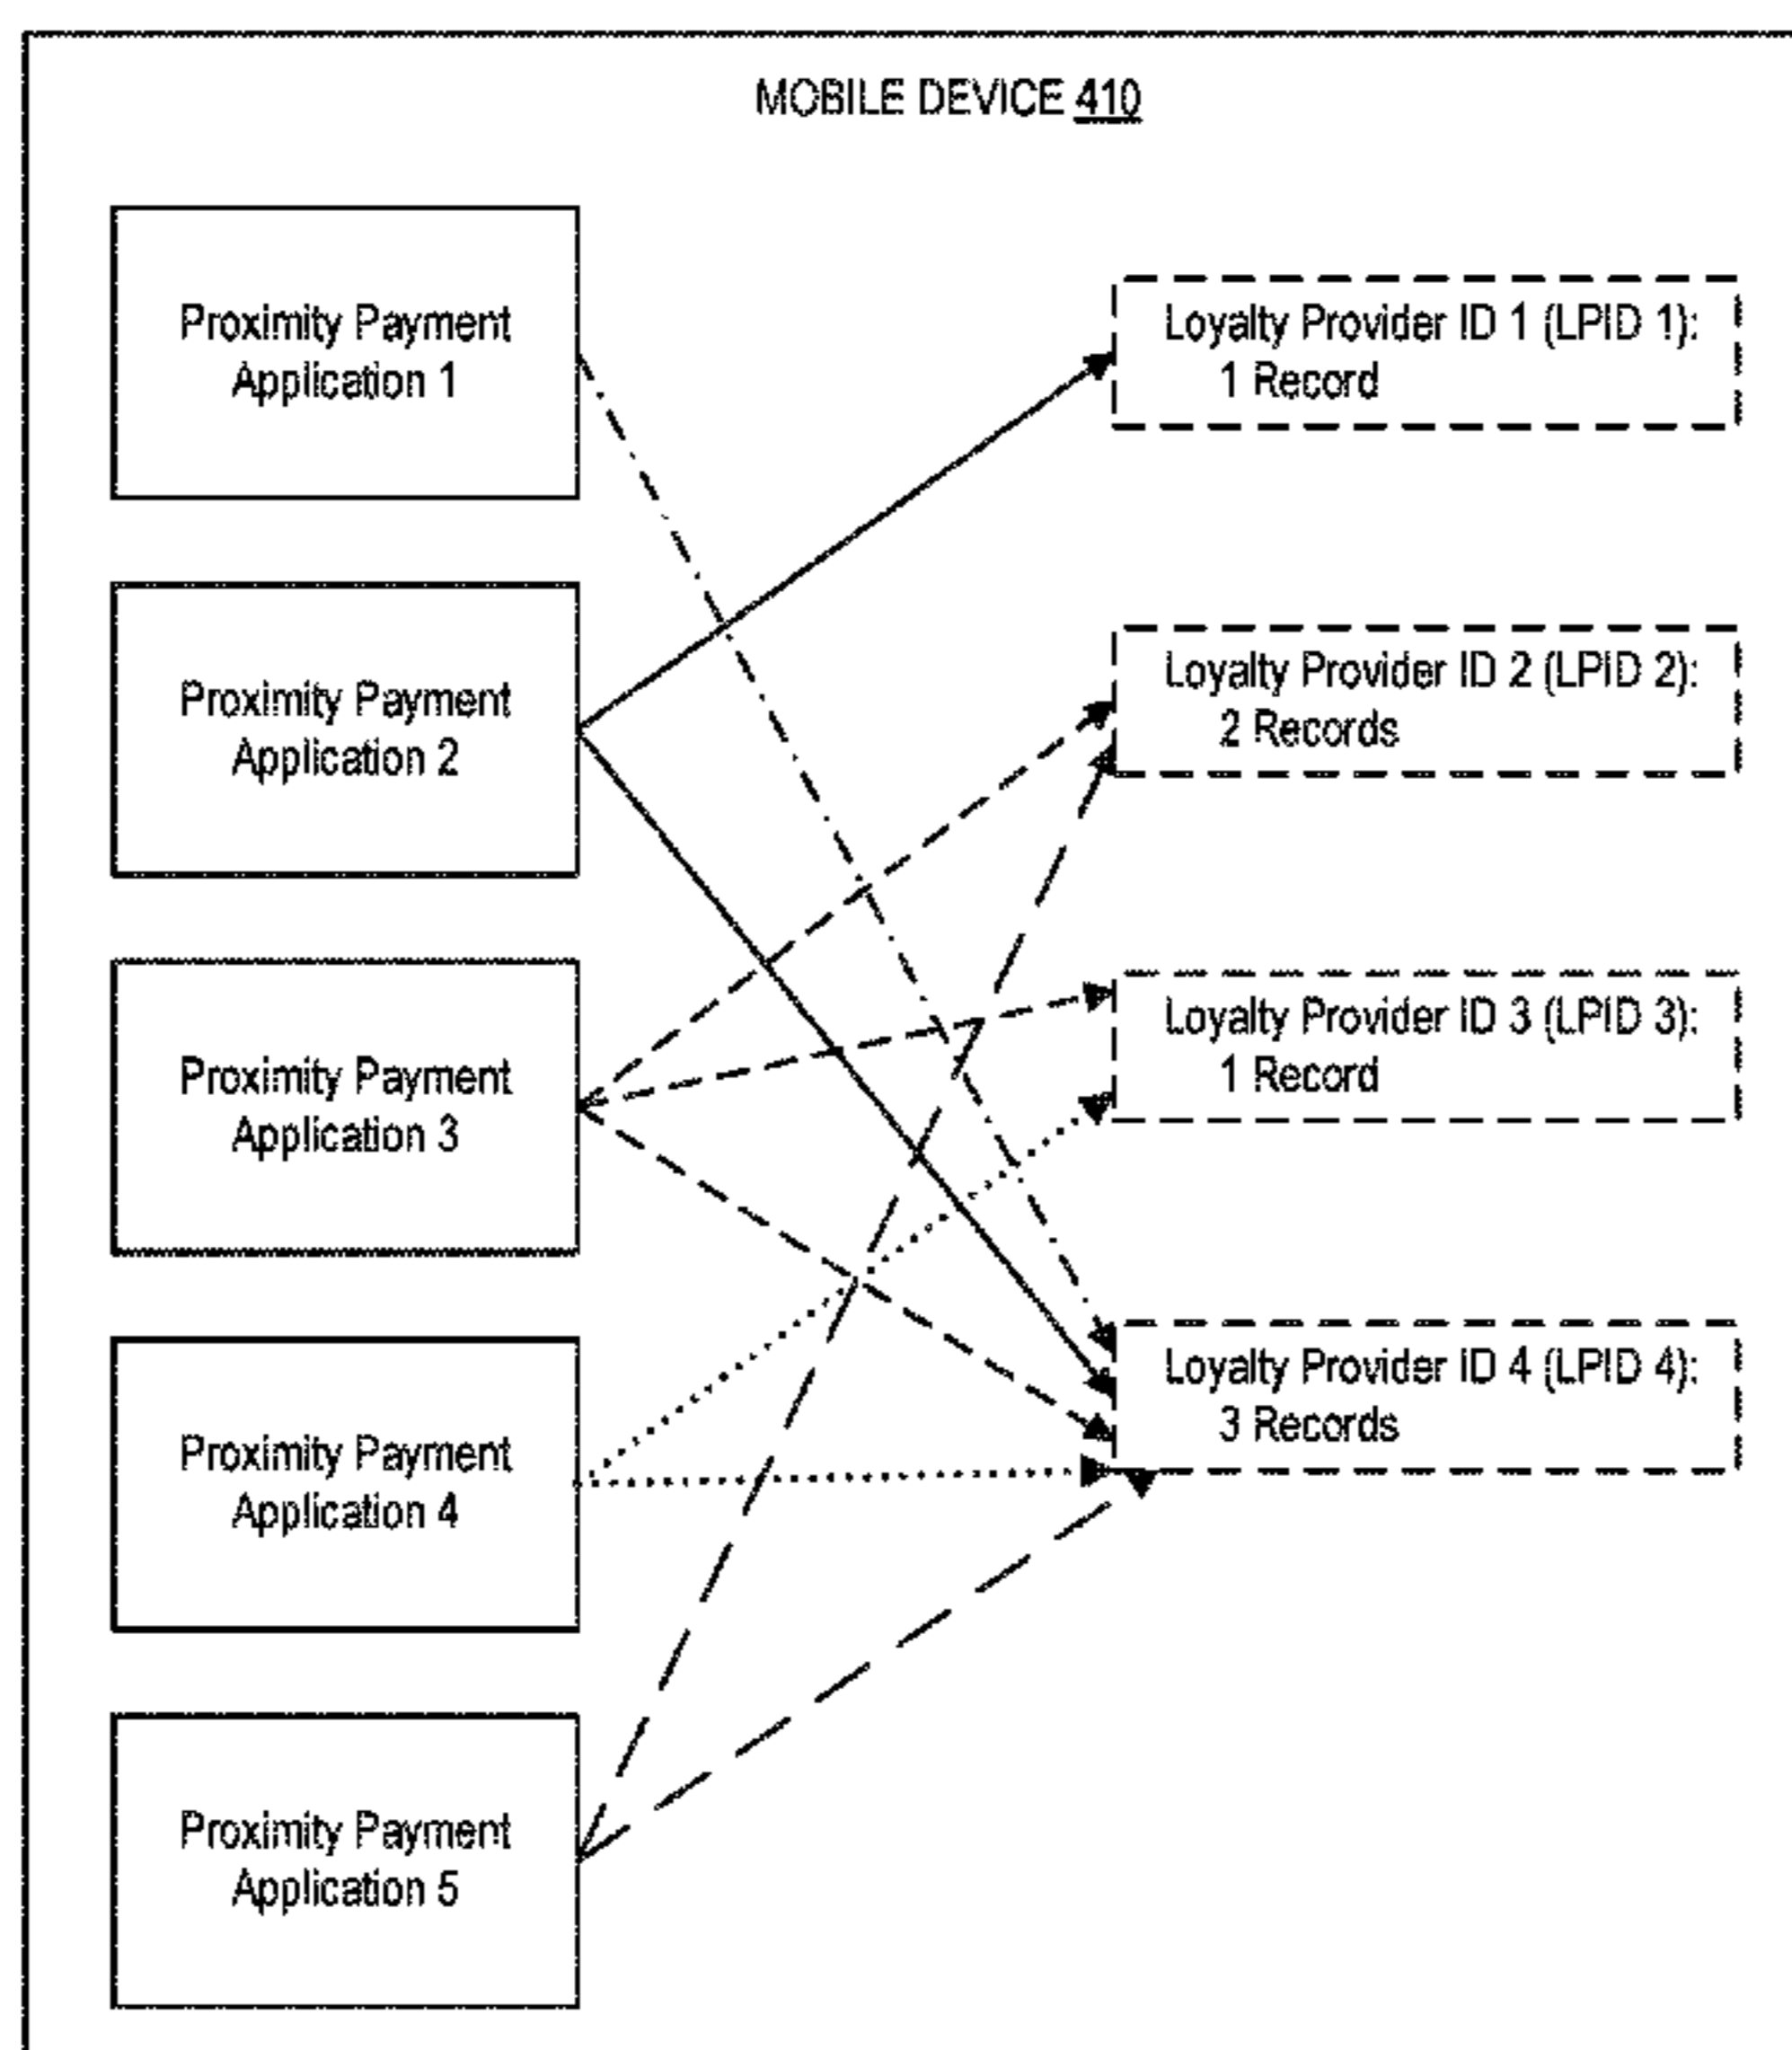 MOBILE DEVICE 410
Proximity Payment
Application 1
Loyalty Provider ID 1 (LPID 1):
1 Record
Proximity Payment
Application 2
Loyalty Provider ID 2 (LPID 2):
2 Records
Proximity Payment
Application 3
Loyalty Provider ID 3 (LPID 3):
1 Record
Proximity Payment
Application 4
Loyalty Provider ID 4 (LPID 4):
3 Records
Proximity Payment
Application 5